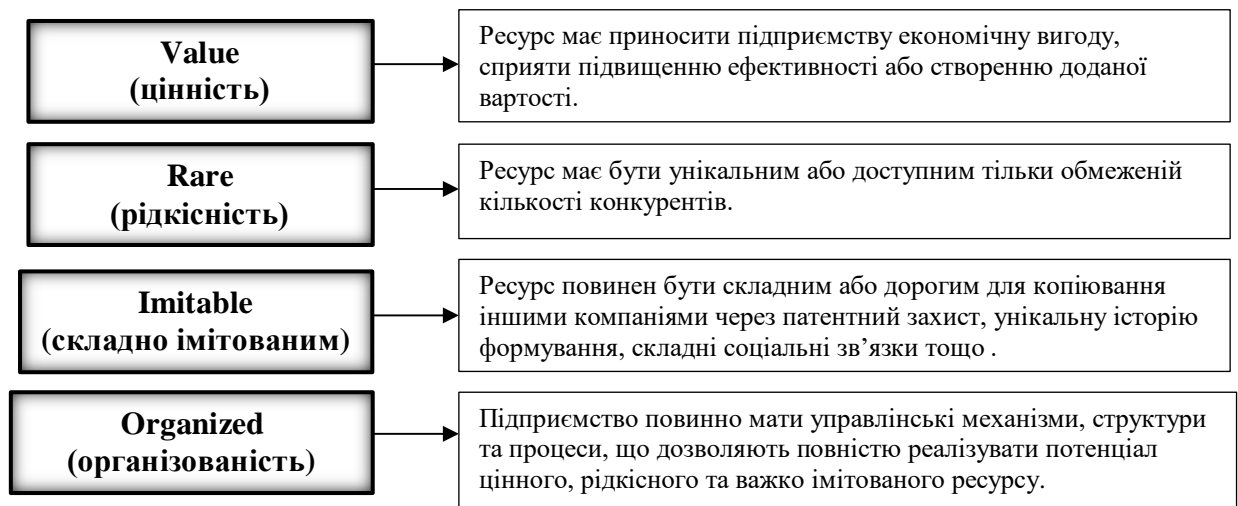 Value
(цінність)
Ресурс має приносити підприємству економічну вигоду,
сприяти підвищенню ефективності або створенню доданої
вартості.
Rare
(рідкісність)
Ресурс має бути унікальним або доступним тільки обмеженій
кількості конкурентів.
Imitable
(складно імітованим)
Ресурс повинен бути складним або дорогим для копіювання
іншими компаніями через патентний захист, унікальну історію
формування, складні соціальні зв’язки тощо .
Organized
(організованість)
Підприємство повинно мати управлінські механізми, структури
та процеси, що дозволяють повністю реалізувати потенціал
цінного, рідкісного та важко імітованого ресурсу.